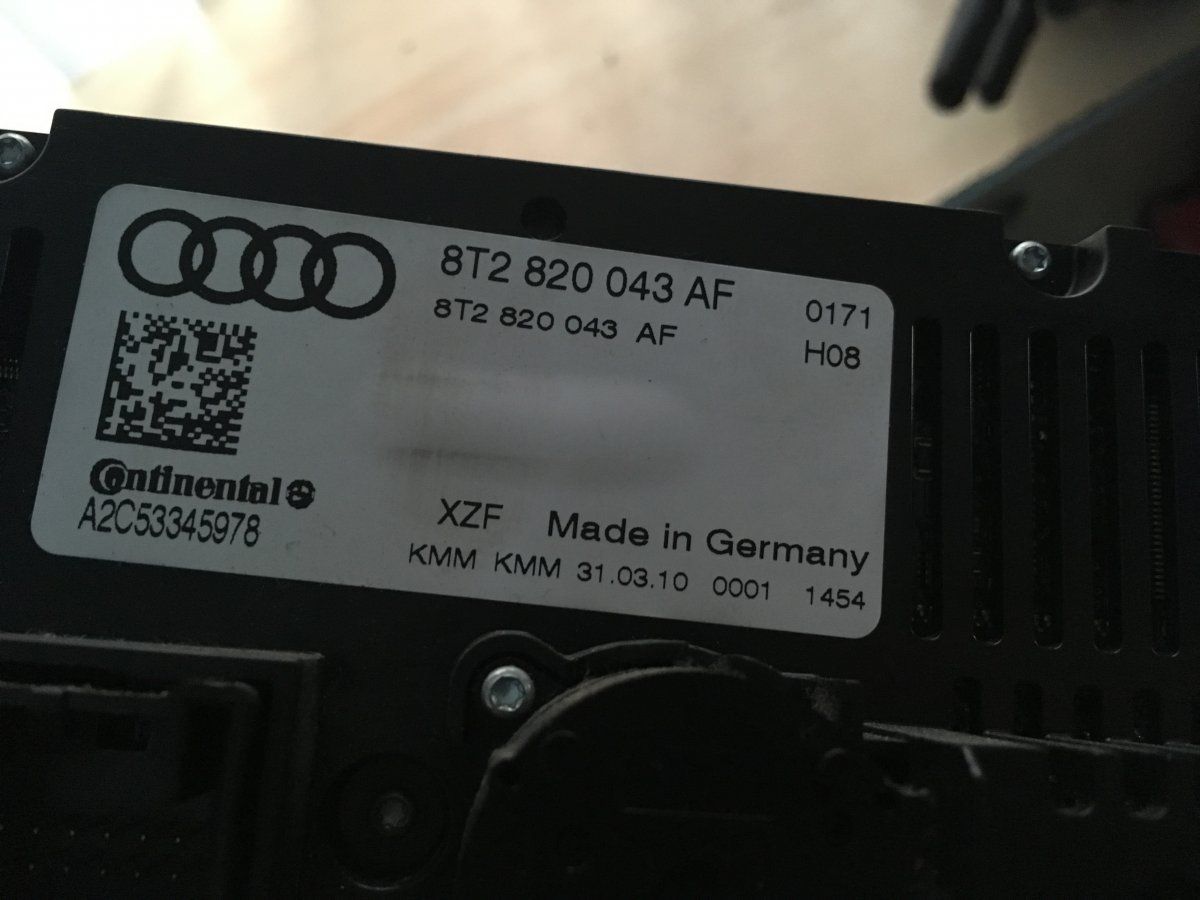 8T2 820 043 AF 0171
8T2 820 043 AF H08
Continental
A2C53345978
XZF Made in Germany
KMM KMM 31.03.10 0001 1454